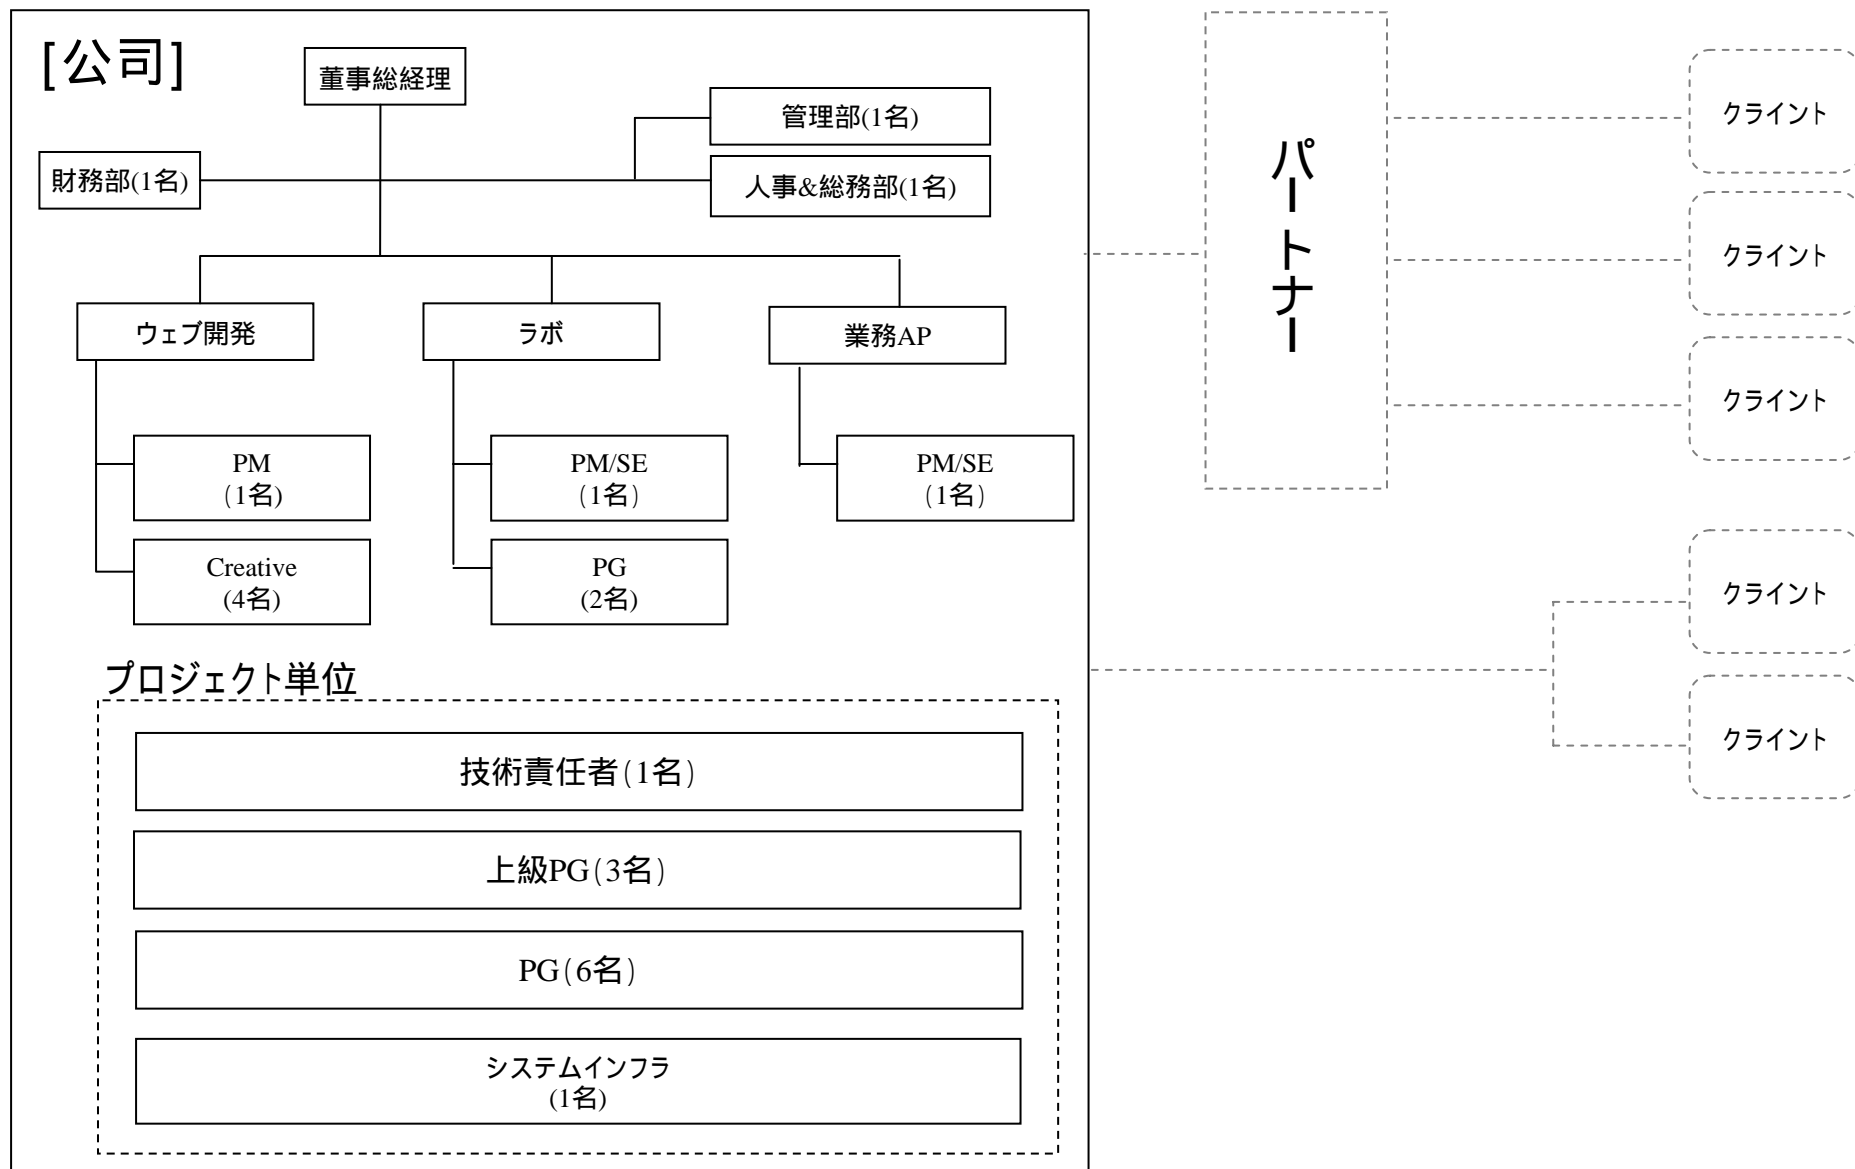 [公司]
董事総経理
管理部(1名)
財務部(1名)
人事&総務部(1名)
ウェブ開発
ラボ
業務AP
PM
(1名)
PM/SE
(1名)
PM/SE
(1名)
Creative
(4名)
PG
(2名)
プロジェクト単位
技術責任者(1名)
上級PG(3名)
PG(6名)
システムインフラ
(1名)
パートナー
クライント
クライント
クライント
クライント
クライント